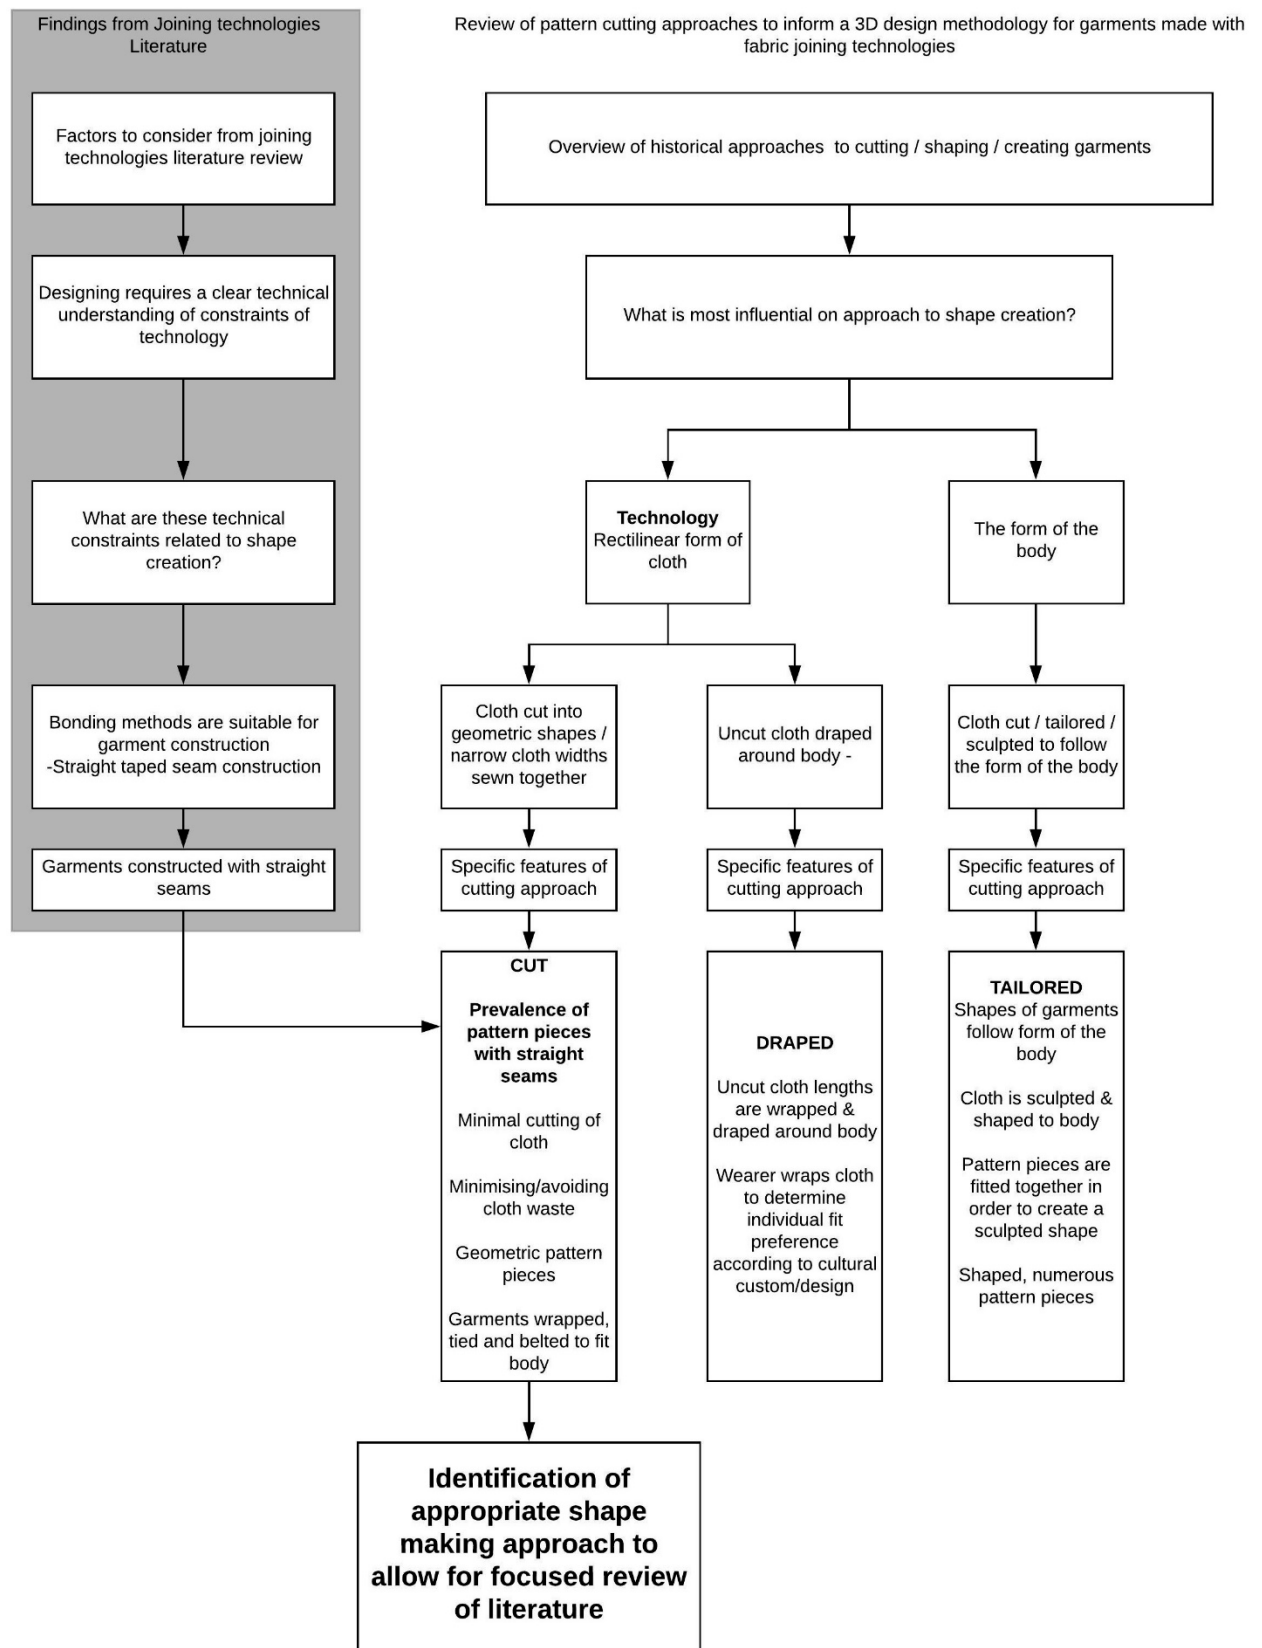 Findings from Joining technologies
Literature
Factors to consider from joining
technologies literature review
Designing requires a clear technical
understanding of constraints of
technology
What are these technical
constraints related to shape
creation?
Bonding methods are suitable for
garment construction
-Straight taped seam construction
Garments constructed with straight
seams
Review of pattern cutting approaches to inform a 3D design methodology for garments made with
fabric joining technologies
Overview of historical approaches to cutting / shaping / creating garments
What is most influential on approach to shape creation?
Technology
Rectilinear form of
cloth
The form of the
body
Cloth cut into
geometric shapes /
narrow cloth widths
sewn together
Uncut cloth draped
around body -
Cloth cut / tailored /
sculpted to follow
the form of the body
Specific features of
cutting approach
Specific features of
cutting approach
Specific features of
cutting approach
CUT
Prevalence of
pattern pieces
with straight
seams
Minimal cutting of
cloth
Minimising/avoiding
cloth waste
Geometric pattern
pieces
Garments wrapped,
tied and belted to fit
body
DRAPED
Uncut cloth lengths
are wrapped &
draped around body
Wearer wraps cloth
to determine
individual fit
preference
according to cultural
custom/design
TAILORED
Shapes of garments
follow form of the
body
Cloth is sculpted &
shaped to body
Pattern pieces are
fitted together in
order to create a
sculpted shape
Shaped, numerous
pattern pieces
Identification of
appropriate shape
making approach to
allow for focused review
of literature